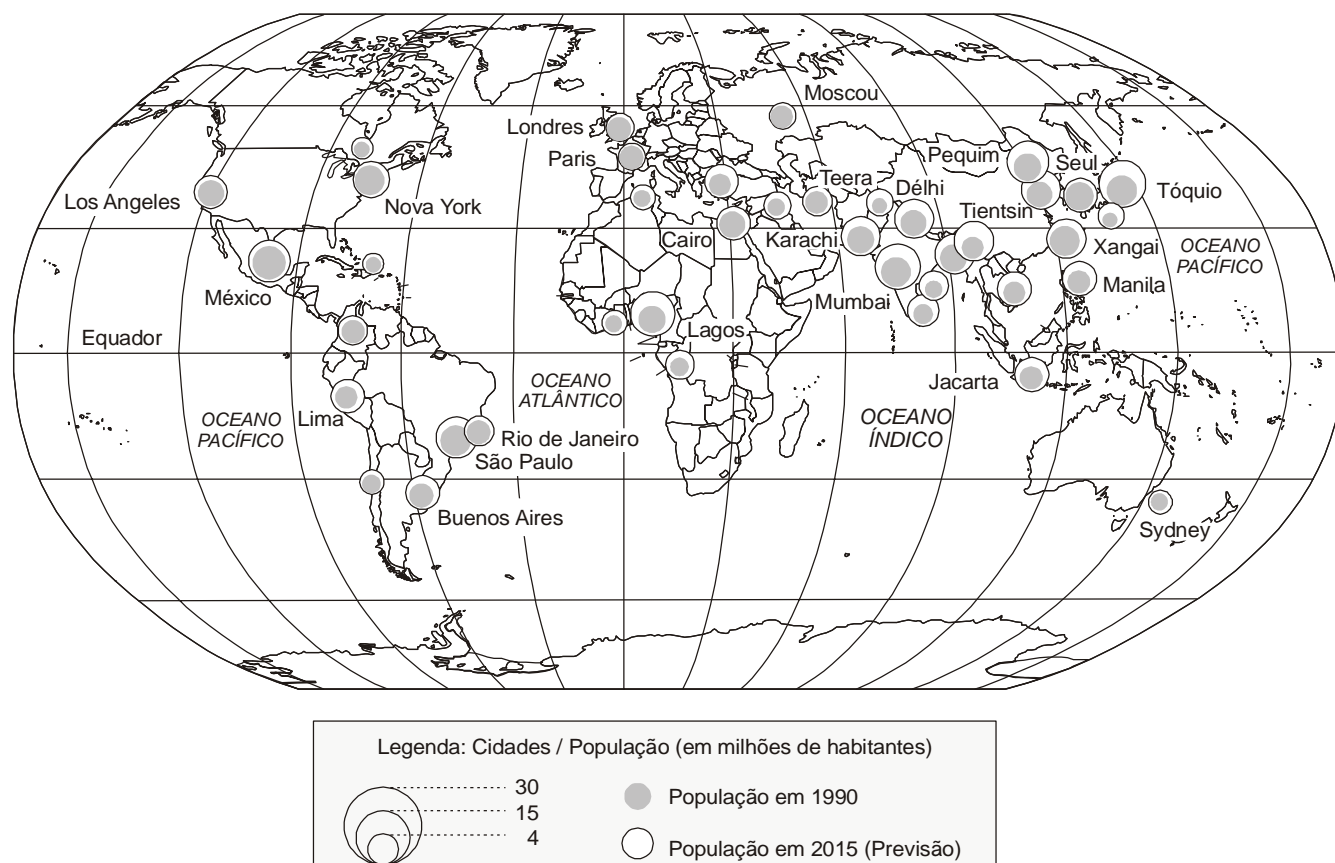 Moscou
Londres
Paris
Pequim
Seul
Tóquio
Teera
Délhi
Tientsin
Los Angeles
Nova York
Cairo
Karachi
Xangai
OCEANO
PACÍFICO
México
Mumbai
Manila
Equador
Lagos
Jacarta
OCEANO
ATLÂNTICO
OCEANO
PACÍFICO
Lima
OCEANO
ÍNDICO
Rio de Janeiro
São Paulo
Buenos Aires
Sydney
Legenda: Cidades / População (em milhões de habitantes)
30
15
4
População em 1990
População em 2015 (Previsão)